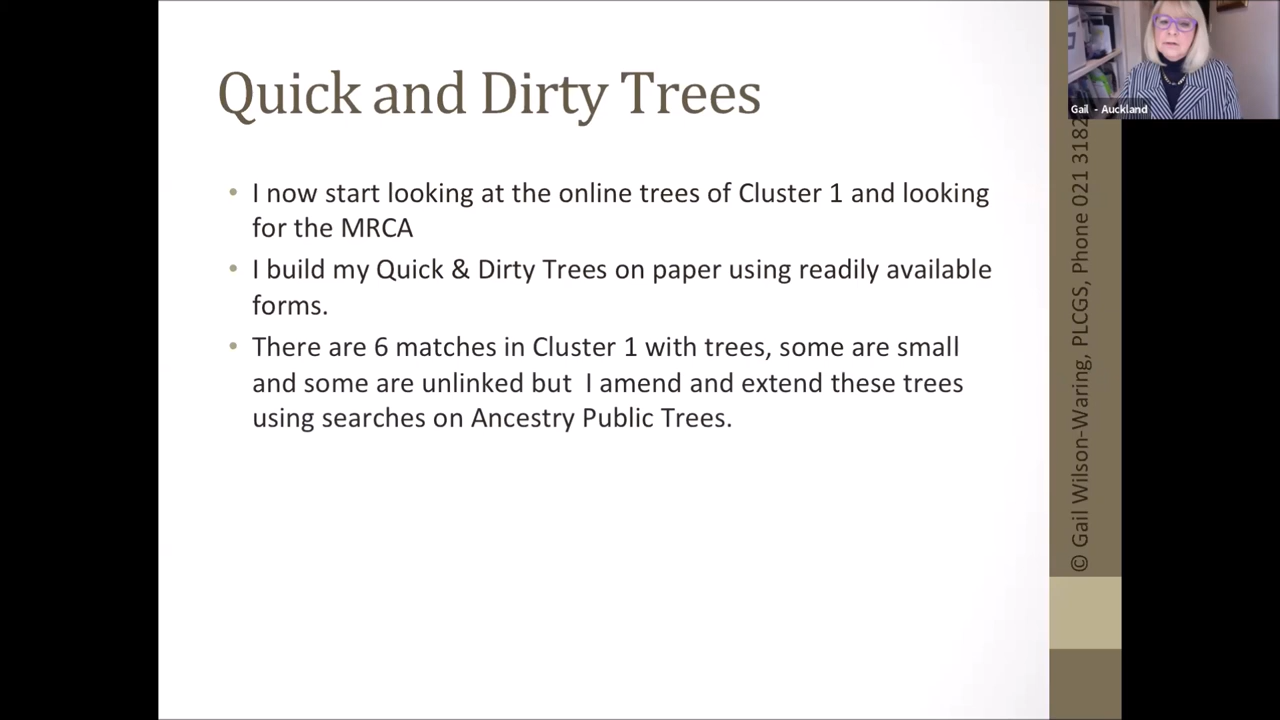 Quick and Dirty Trees
• I now start looking at the online trees of Cluster 1 and looking
for the MRCA
• I build my Quick & Dirty Trees on paper using readily available
forms.
• There are 6 matches in Cluster 1 with trees, some are small
and some are unlinked but  I amend and extend these trees
using searches on Ancestry Public Trees.
© Gail Wilson-Waring, PLCGS, Phone 021 3182
Gail - Auckland